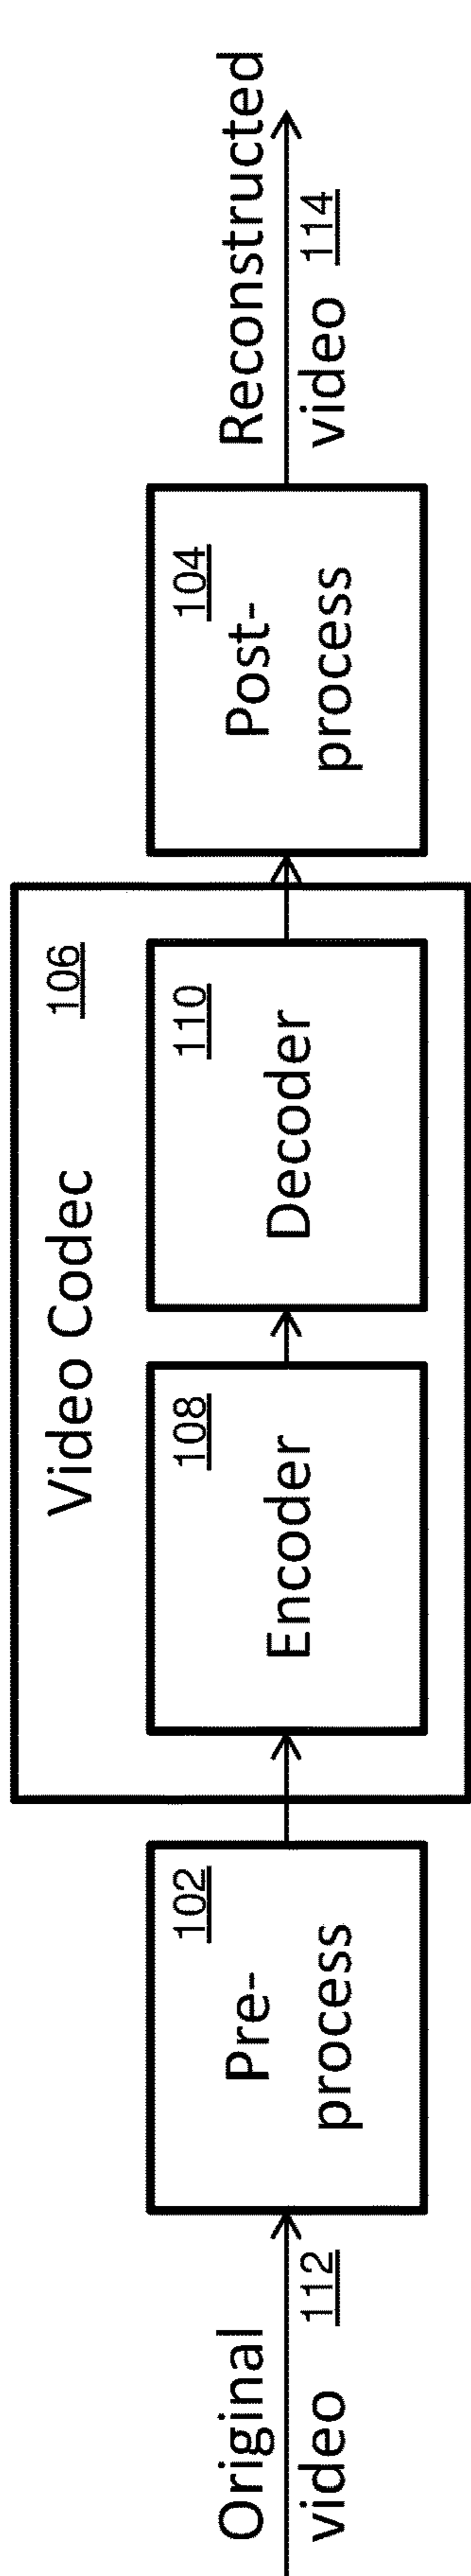 Original
video 112
102
Pre-
process
Video Codec 106
108
Encoder
110
Decoder
104
Post-
process
Reconstructed
video 114